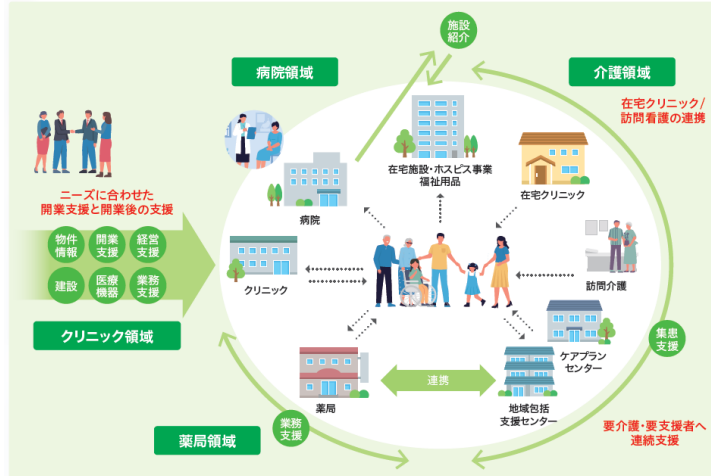 施設
紹介
病院領域
介護領域
在宅クリニック/
訪問看護の連携
在宅施設・ホスピス事業
福祉用品
在宅クリニック
ニーズに合わせた
開業支援と開業後の支援
病院
物件
情報
開業
支援
経営
支援
クリニック
訪問介護
建設
医療
機器
業務
支援
クリニック領域
ケアプラン
センター
集患
支援
連携
薬局
地域包括
支援センター
業務
支援
薬局領域
要介護・要支援者へ
連続支援